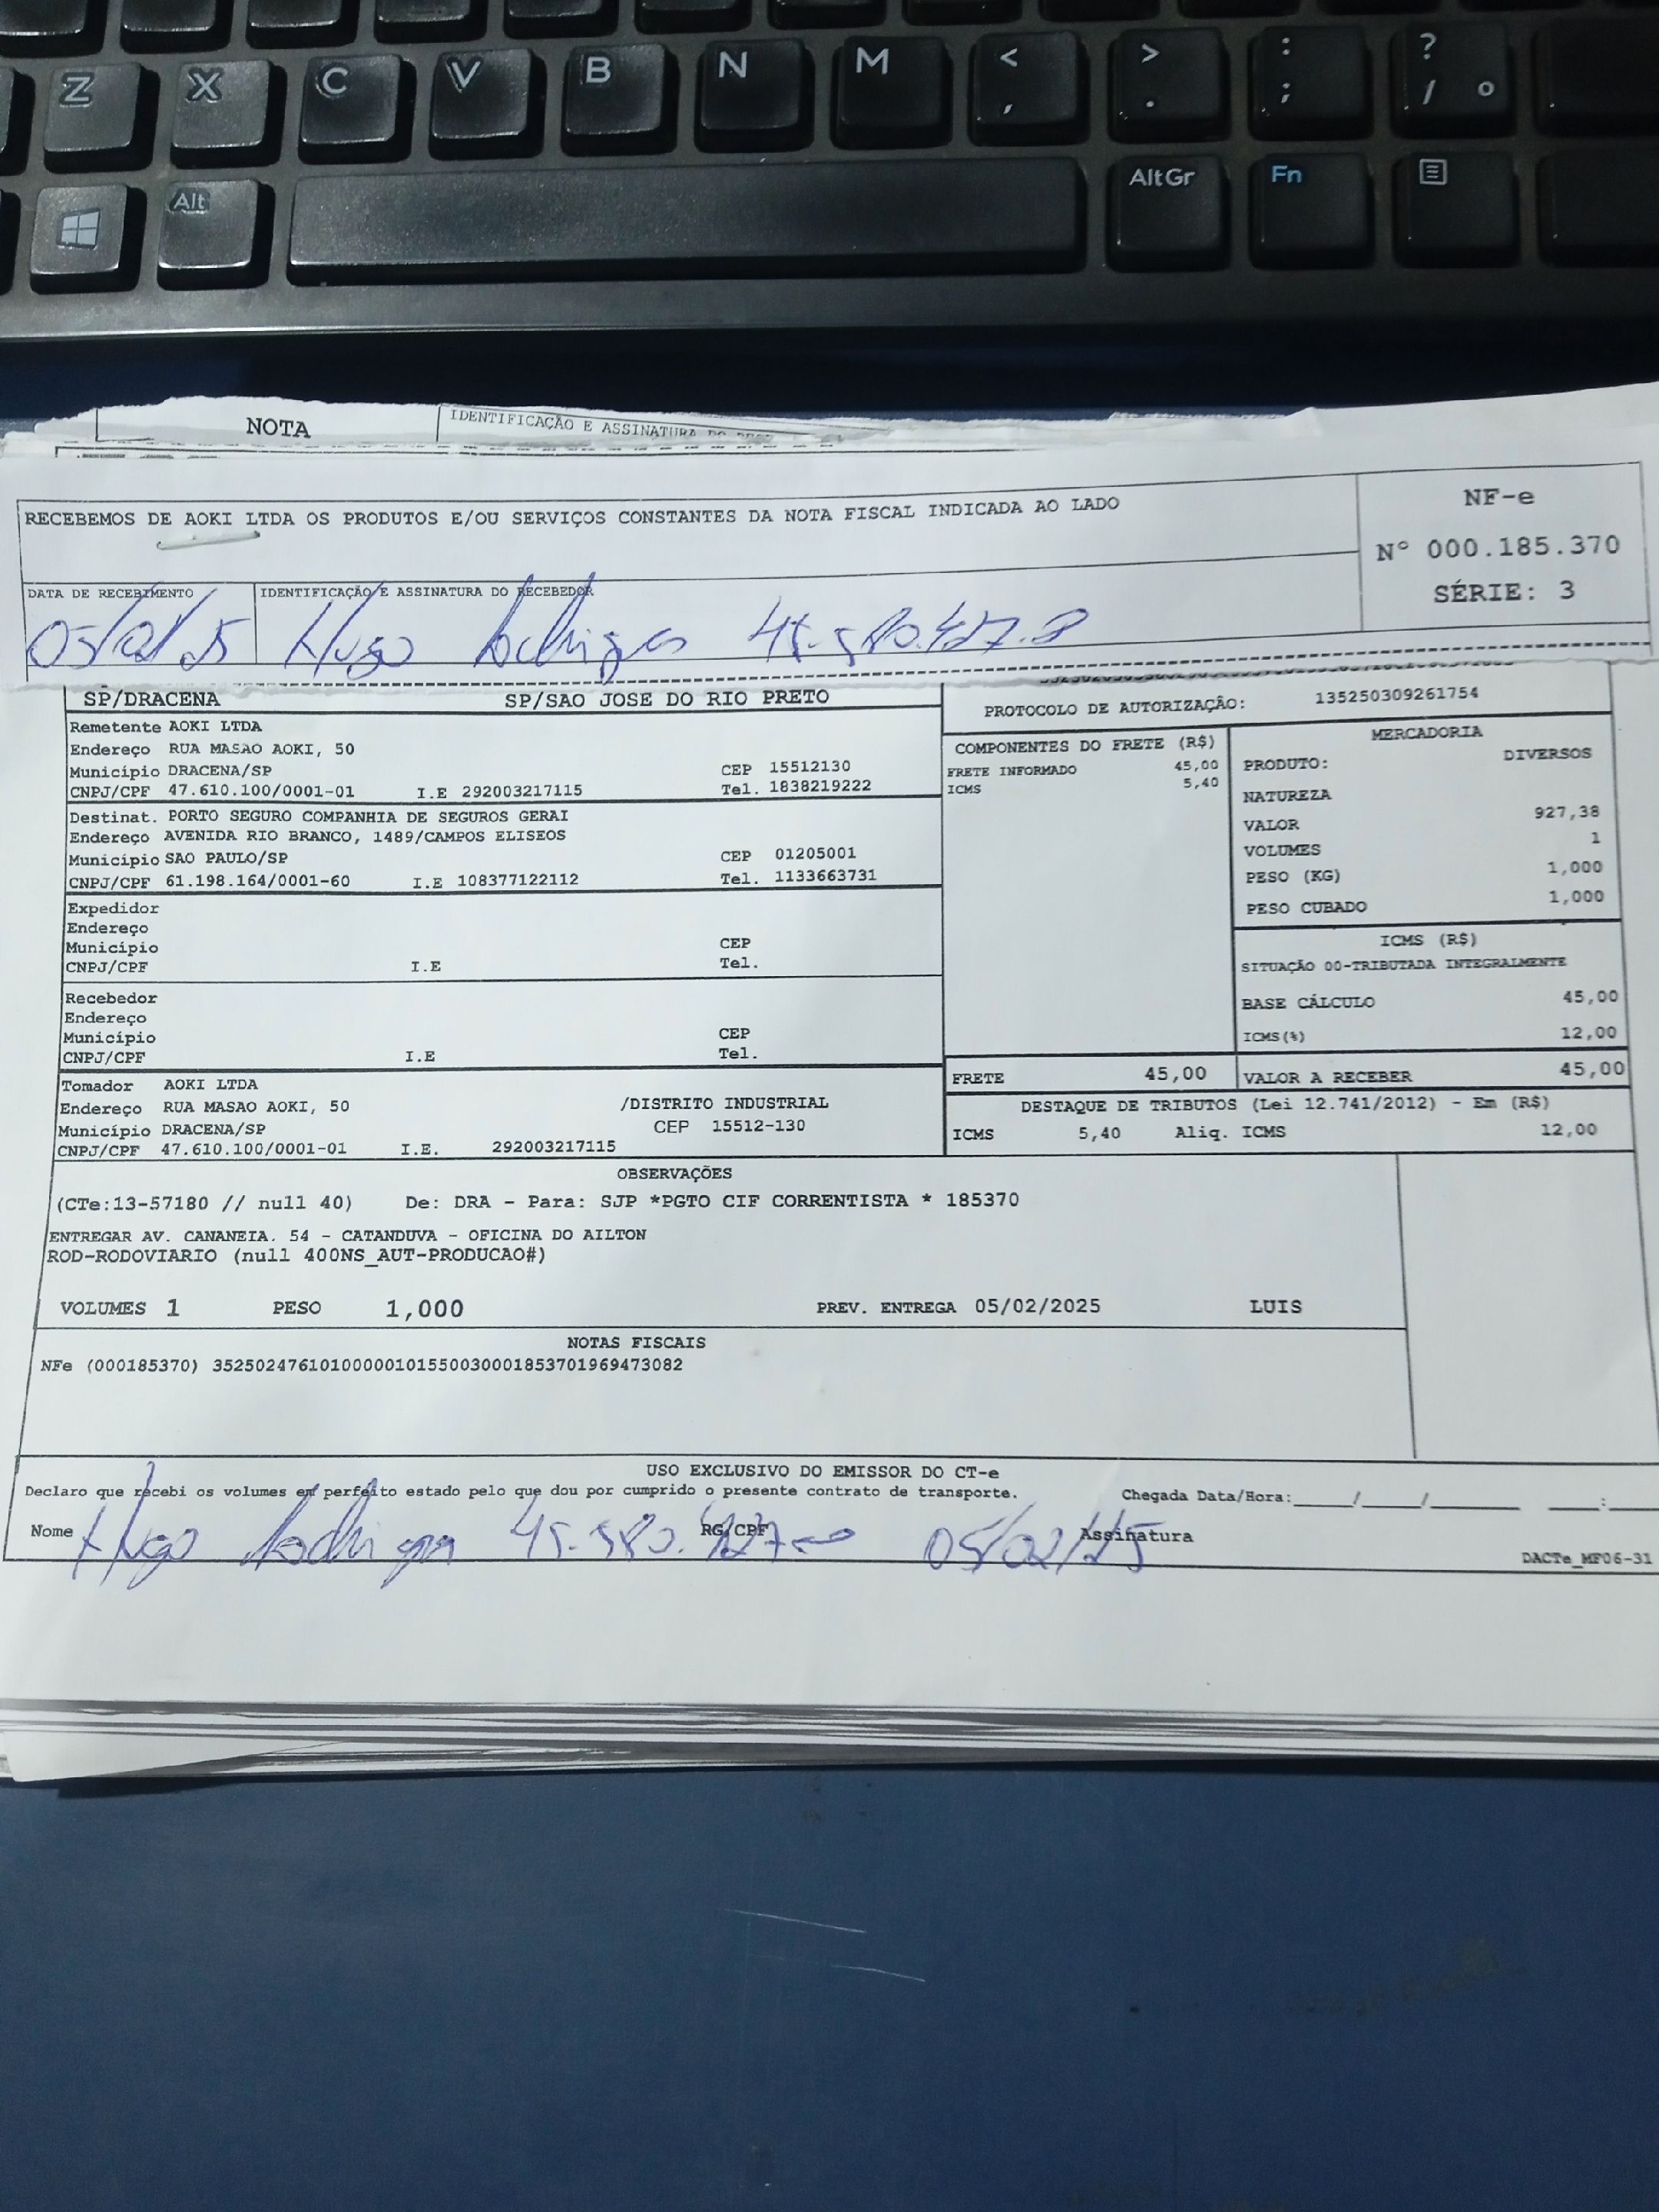 Z X C V B N M < , > . : ; ? / °
Alt AltGr Fn
NOTA IDENTIFICAÇÃO E ASSINATURA DO
RECEBEMOS DE AOKI LTDA OS PRODUTOS E/OU SERVIÇOS CONSTANTES DA NOTA FISCAL INDICADA AO LADO
NF-e
Nº 000.185.370
SÉRIE: 3
DATA DE RECEBIMENTO IDENTIFICAÇÃO E ASSINATURA DO RECEBEDOR
05/02/25 Hugo Rodrigues
SP/DRACENA SP/SAO JOSE DO RIO PRETO
PROTOCOLO DE AUTORIZAÇÃO: 135250309261754
Remetente AOKI LTDA
Endereço RUA MASAO AOKI, 50
Município DRACENA/SP CEP 15512130
CNPJ/CPF 47.610.100/0001-01 I.E 292003217115 Tel. 1838219222
Destinat. PORTO SEGURO COMPANHIA DE SEGUROS GERAI
Endereço AVENIDA RIO BRANCO, 1489/CAMPOS ELISEOS
Município SAO PAULO/SP CEP 01205001
CNPJ/CPF 61.198.164/0001-60 I.E 108377122112 Tel. 1133663731
Expedidor
Endereço
Município CEP
CNPJ/CPF I.E Tel.
Recebedor
Endereço
Município CEP
CNPJ/CPF I.E Tel.
Tomador AOKI LTDA
Endereço RUA MASAO AOKI, 50 /DISTRITO INDUSTRIAL
Município DRACENA/SP CEP 15512-130
CNPJ/CPF 47.610.100/0001-01 I.E. 292003217115
COMPONENTES DO FRETE (R$)
FRETE INFORMADO 45,00
ICMS 5,40
MERCADORIA
PRODUTO: DIVERSOS
NATUREZA
VALOR 927,38
VOLUMES 1
PESO (KG) 1,000
PESO CUBADO 1,000
ICMS (R$)
SITUAÇÃO 00-TRIBUTADA INTEGRALMENTE
BASE CÁLCULO 45,00
ICMS(%) 12,00
FRETE 45,00 VALOR A RECEBER 45,00
DESTAQUE DE TRIBUTOS (Lei 12.741/2012) - Em (R$)
ICMS 5,40 Aliq. ICMS 12,00
OBSERVAÇÕES
(CTe:13-57180 // null 40) De: DRA - Para: SJP *PGTO CIF CORRENTISTA * 185370
ENTREGAR AV. CANANEIA. 54 - CATANDUVA - OFICINA DO AILTON
ROD-RODOVIARIO (null 400NS_AUT-PRODUCAO#)
VOLUMES 1 PESO 1,000 PREV. ENTREGA 05/02/2025 LUIS
NOTAS FISCAIS
NFe (000185370) 35250247610100000101550030001853701969473082
USO EXCLUSIVO DO EMISSOR DO CT-e
Declaro que recebi os volumes em perfeito estado pelo que dou por cumprido o presente contrato de transporte. Chegada Data/Hora:____/____/______ ___:___
Nome Hugo Rodrigues RG/CPF 05/02/25 Assinatura
DACTe_MF06-31